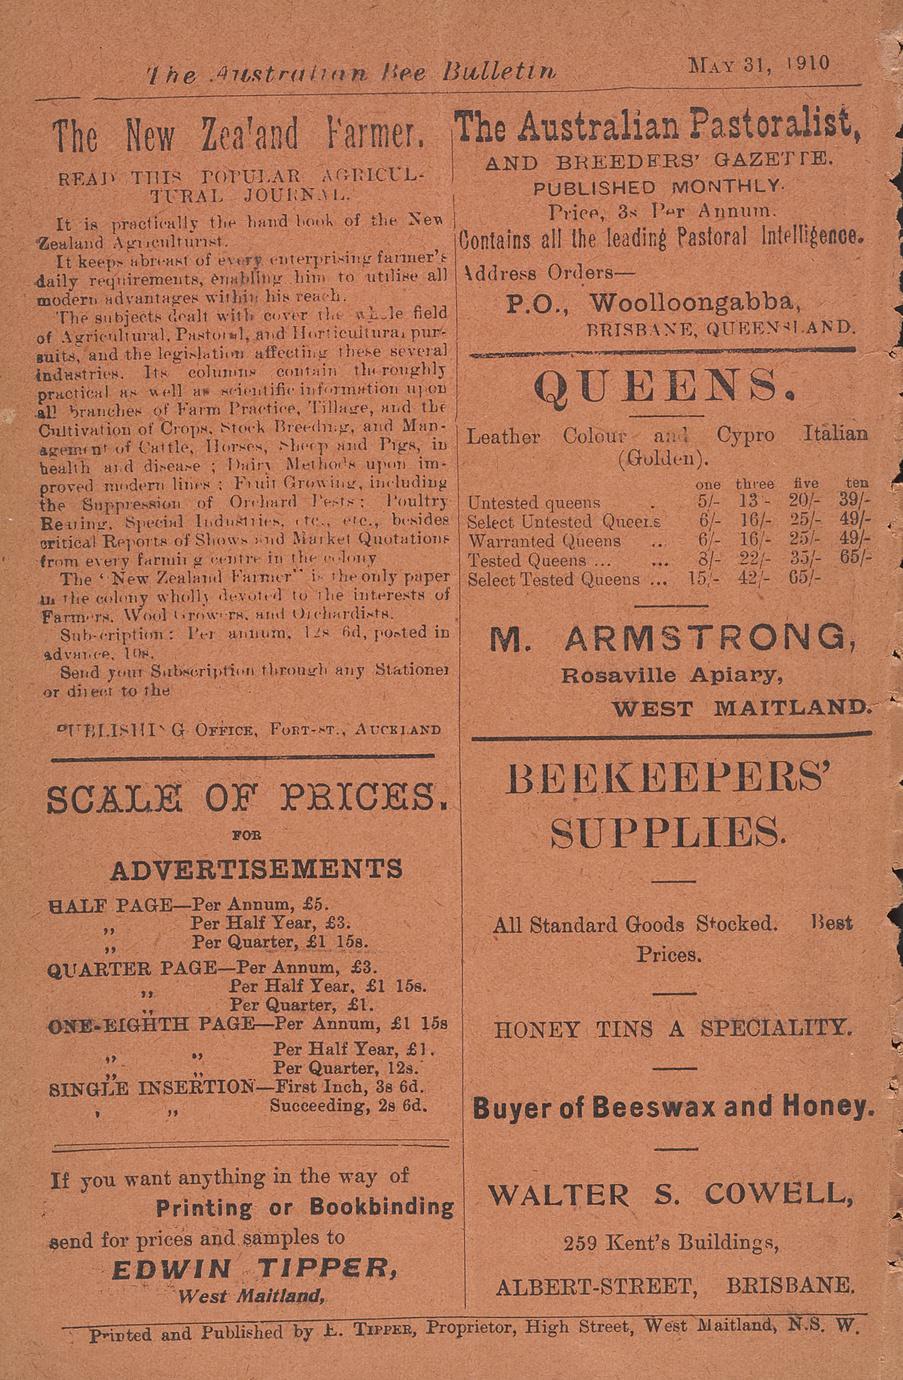 The Australian Bee Bulletin
MAY 31, 1910
The New Zealand Farmer.
READ THIS POPULAR AGRICUL-
TURAL JOURNAL.
It is practically the hand book of the New
Zealand Agriculturist.
It keeps abreast of every enterprising farmer's
daily requirements, enabling him to utilise all
modern advantages within his reach.
The subjects dealt with cover the whole field
of Agricultural, Pastoral, and Horticultural pur-
suits, and the legislation affecting these several
industries. Its columns contain thoroughly
practical as well as scientific information upon
all branches of Farm Practice, Tillage, and the
Cultivation of Crops, Stock Breeding, and Man-
agement of Cattle, Horses, Sheep and Pigs, in
health and disease ; Dairy Methods upon im-
proved modern lines ; Fruit Growing, including
the Suppression of Orchard Pests ; Poultry
Rearing, Special Industries, etc., etc., besides
critical Reports of Shows and Market Quotations
from every farming centre in the colony
The "New Zealand Farmer" is the only paper
in the colony wholly devoted to the interests of
Farmers, Wool Growers, and Orchardists.
Subscription : Per annum, 12s 6d, posted in
advance, 10s.
Send your Subscription through any Stationer
or direct to the
PUBLISHING OFFICE, FORT-ST., AUCKLAND
SCALE OF PRICES.
FOR
ADVERTISEMENTS
HALF PAGE—Per Annum, £5.
„ Per Half Year, £3.
„ Per Quarter, £1 15s.
QUARTER PAGE—Per Annum, £3.
„ Per Half Year, £1 15s.
„ Per Quarter, £1.
ONE-EIGHTH PAGE—Per Annum, £1 15s
„ „ Per Half Year, £1.
„ „ Per Quarter, 12s.
SINGLE INSERTION—First Inch, 3s 6d.
, „ Succeeding, 2s 6d.
If you want anything in the way of
Printing or Bookbinding
send for prices and samples to
EDWIN TIPPER,
West Maitland,
The Australian Pastoralist,
AND BREEDERS' GAZETTE.
PUBLISHED MONTHLY.
Price, 3s Per Annum.
Contains all the leading Pastoral Intelligence.
Address Orders—
P.O., Woolloongabba,
BRISBANE, QUEENSLAND.
QUEENS.
Leather Colour and Cypro Italian
(Golden).
one three five ten
Untested queens . 5/- 13/- 20/- 39/-
Select Untested Queens 6/- 16/- 25/- 49/-
Warranted Queens ... 6/- 16/- 25/- 49/-
Tested Queens ... ... 8/- 22/- 35/- 65/-
Select Tested Queens ... 15/- 42/- 65/-
M. ARMSTRONG,
Rosaville Apiary,
WEST MAITLAND.
BEEKEEPERS'
SUPPLIES.
All Standard Goods Stocked. Best
Prices.
HONEY TINS A SPECIALITY.
Buyer of Beeswax and Honey.
WALTER S. COWELL,
259 Kent's Buildings,
ALBERT-STREET, BRISBANE.
Printed and Published by E. TIPPER, Proprietor, High Street, West Maitland, N.S. W.